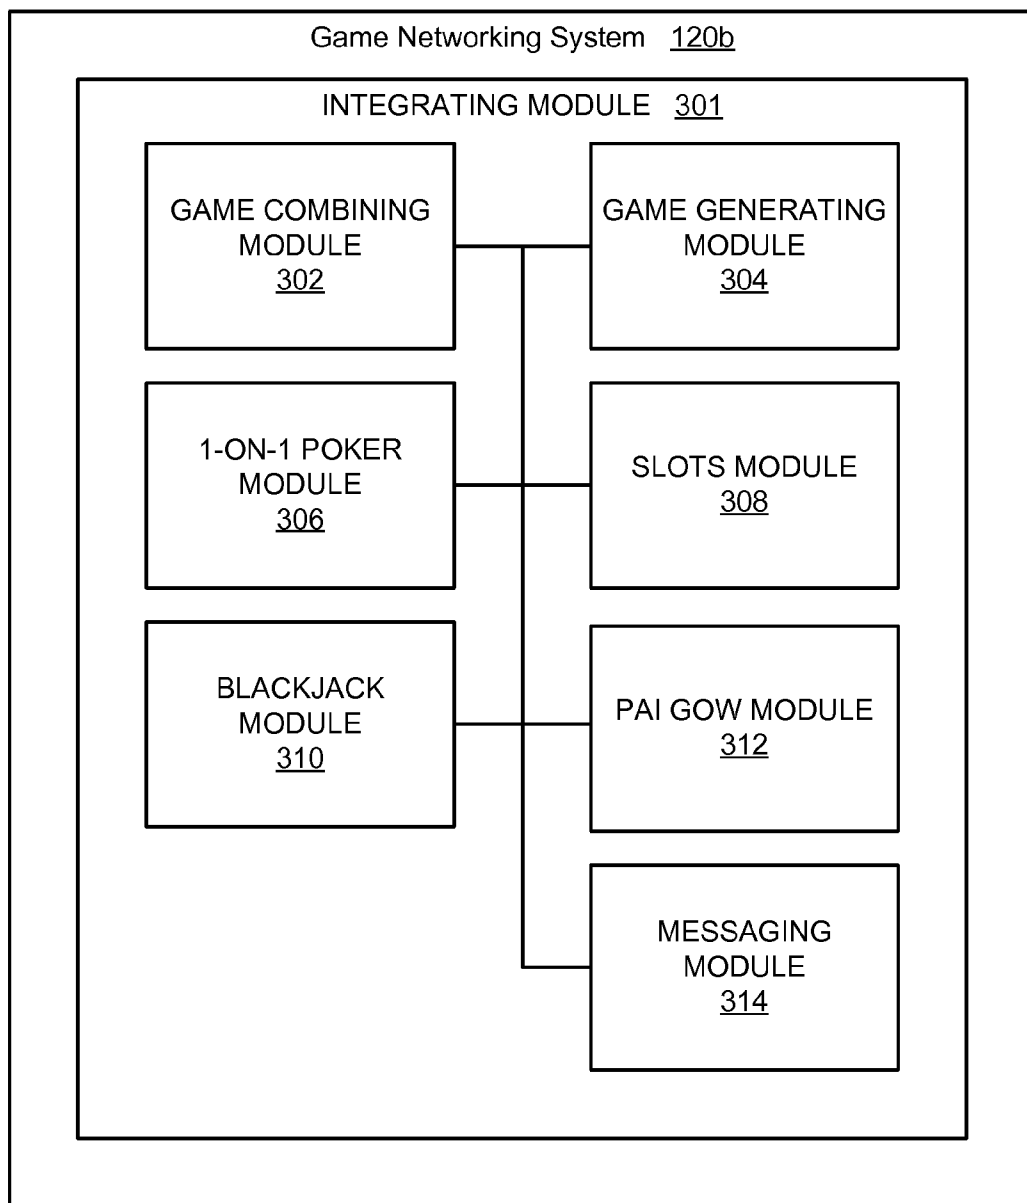 Game Networking System 120b
INTEGRATING MODULE 301
GAME COMBINING
MODULE
302
GAME GENERATING
MODULE
304
1-ON-1 POKER
MODULE
306
SLOTS MODULE
308
BLACKJACK
MODULE
310
PAI GOW MODULE
312
MESSAGING
MODULE
314